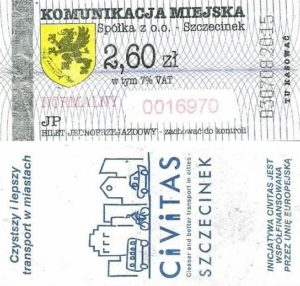 KOMUNIKACJA MIEJSKA
Spółka z o.o. - Szczecinek
2,60 zł
w tym 7% VAT
NORMALNY
0016970
JP
BILET JEDNOPRZEJAZDOWY - zachować do kontroli
TU KASOWAĆ
Czystszy i lepszy
transport w miastach
CiViTAS
Cleaner and better transport in cities
SZCZECINEK
INICJATYWA CIVITAS JEST
WSPÓŁFINANSOWANA
PRZEZ UNIĘ EUROPEJSKĄ